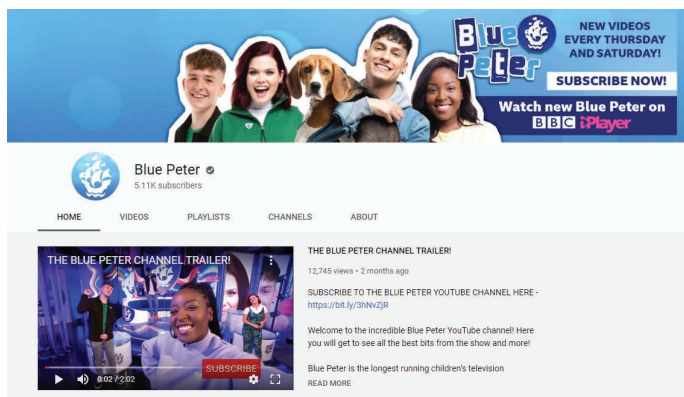 Blue Peter
NEW VIDEOS
EVERY THURSDAY
AND SATURDAY!
SUBSCRIBE NOW!
Watch new Blue Peter on
BBC iPlayer
Blue Peter
5.11K subscribers
HOME VIDEOS PLAYLISTS CHANNELS ABOUT
THE BLUE PETER CHANNEL TRAILER!
SUBSCRIBE
0:02 / 2:02
THE BLUE PETER CHANNEL TRAILER!
12,745 views • 2 months ago
SUBSCRIBE TO THE BLUE PETER YOUTUBE CHANNEL HERE -
https://bit.ly/3hNvZjR
Welcome to the incredible Blue Peter YouTube channel! Here
you will get to see all the best bits from the show and more!
Blue Peter is the longest running children's television
READ MORE